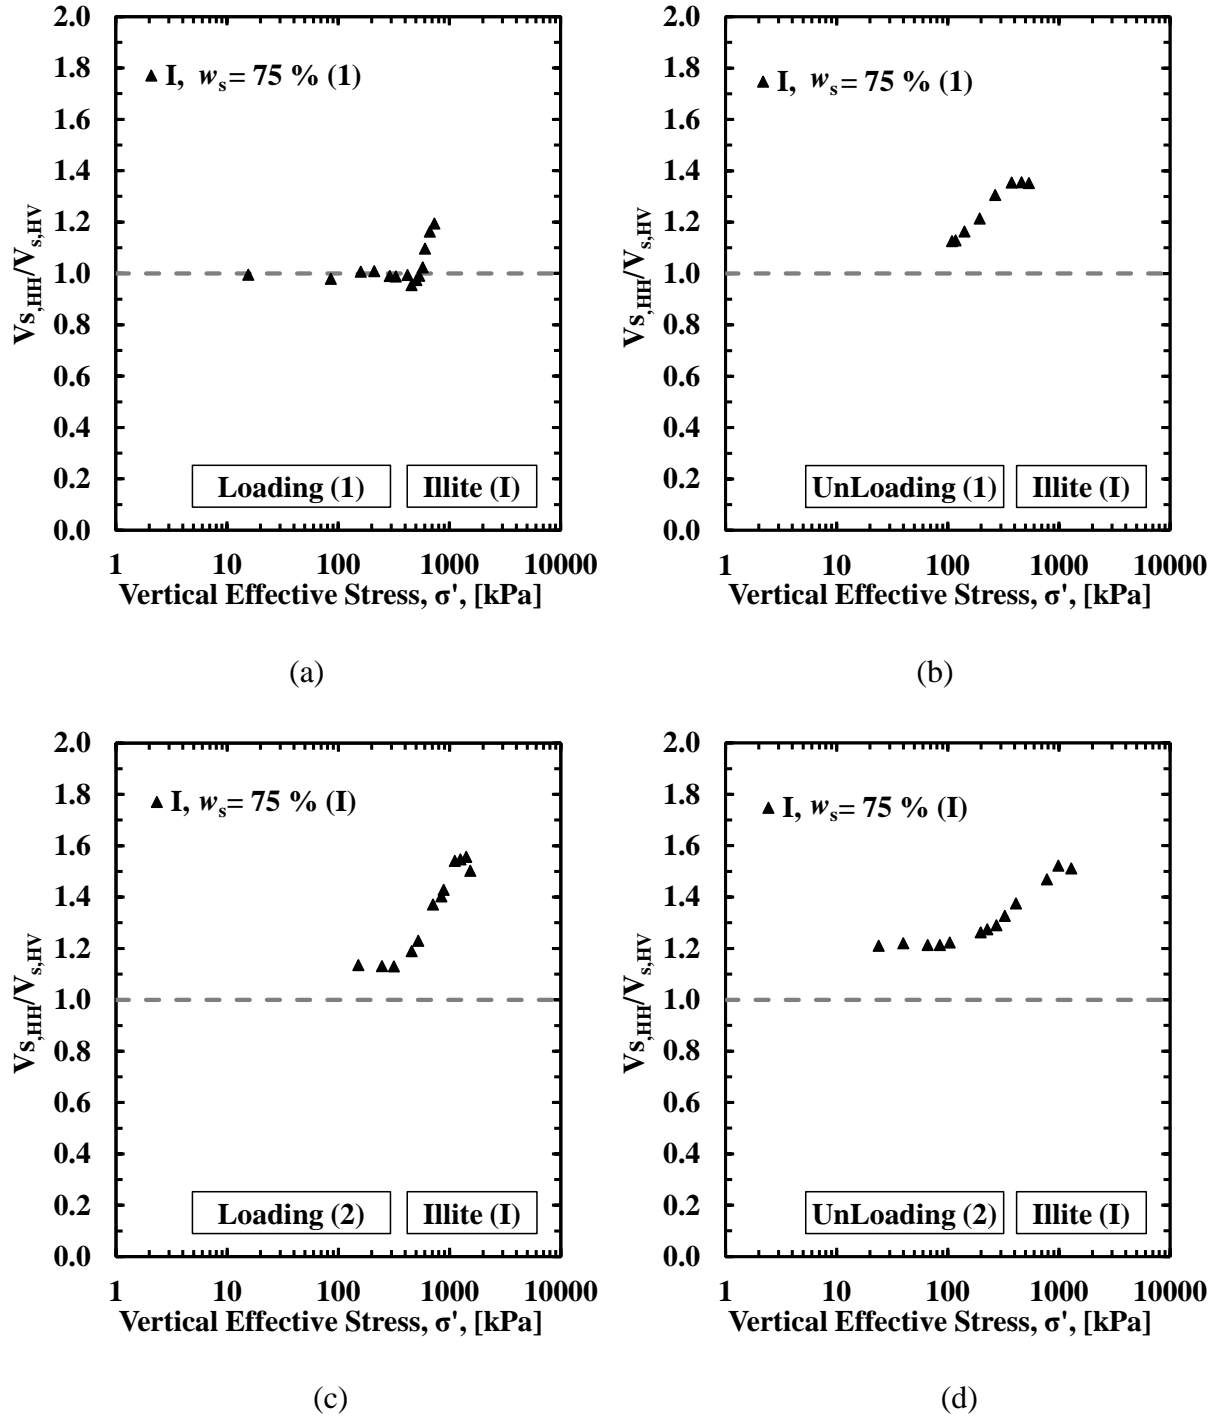 2.0
1.8
1.6
1.4
1.2
1.0
0.8
0.6
0.4
0.2
0.0
I, ws = 75 % (1)
Loading (1)
Illite (I)
1 10 100 1000 10000
Vs,HH/Vs,HV
Vertical Effective Stress, σ', [kPa]
(a)
2.0
1.8
1.6
1.4
1.2
1.0
0.8
0.6
0.4
0.2
0.0
I, ws = 75 % (1)
UnLoading (1)
Illite (I)
1 10 100 1000 10000
Vs,HH/Vs,HV
Vertical Effective Stress, σ', [kPa]
(b)
2.0
1.8
1.6
1.4
1.2
1.0
0.8
0.6
0.4
0.2
0.0
I, ws = 75 % (I)
Loading (2)
Illite (I)
1 10 100 1000 10000
Vs,HH/Vs,HV
Vertical Effective Stress, σ', [kPa]
(c)
2.0
1.8
1.6
1.4
1.2
1.0
0.8
0.6
0.4
0.2
0.0
I, ws = 75 % (I)
UnLoading (2)
Illite (I)
1 10 100 1000 10000
Vs,HH/Vs,HV
Vertical Effective Stress, σ', [kPa]
(d)